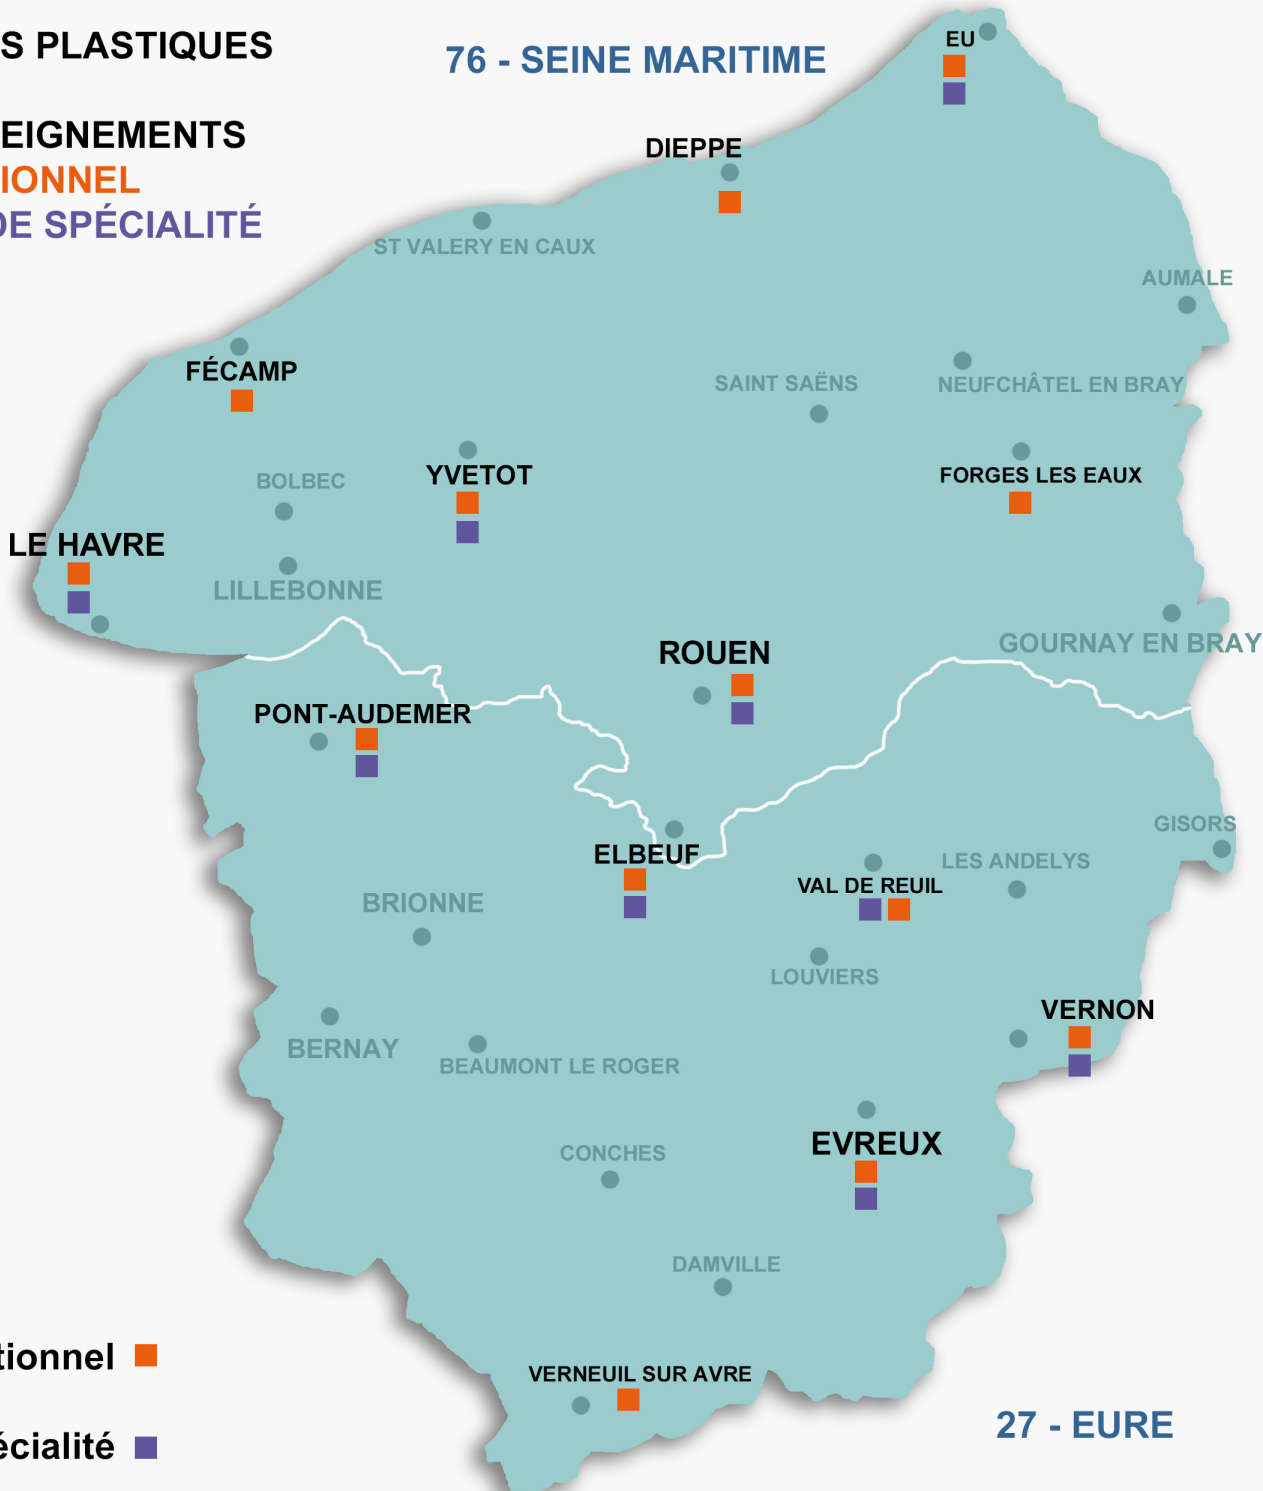 S PLASTIQUES
76 - SEINE MARITIME
EU
EIGNEMENTS
DIEPPE
IONNEL
DE SPÉCIALITÉ
ST VALERY EN CAUX
AUMALE
FÉCAMP
SAINT SAËNS
NEUFCHÂTEL EN BRAY
BOLBEC
YVETOT
FORGES LES EAUX
LE HAVRE
LILLEBONNE
ROUEN
GOURNAY EN BRAY
PONT-AUDEMER
GISORS
ELBEUF
LES ANDELYS
VAL DE REUIL
BRIONNE
LOUVIERS
VERNON
BERNAY
BEAUMONT LE ROGER
EVREUX
CONCHES
DAMVILLE
tionnel
VERNEUIL SUR AVRE
27 - EURE
écialité